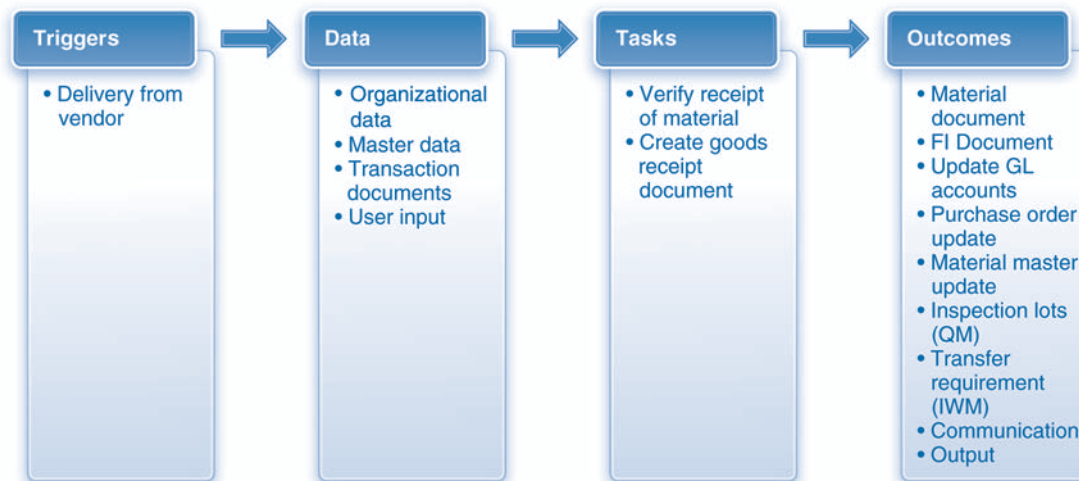 Triggers
• Delivery from
vendor
Data
• Organizational
data
• Master data
• Transaction
documents
• User input
Tasks
• Verify receipt
of material
• Create goods
receipt
document
Outcomes
• Material
document
• FI Document
• Update GL
accounts
• Purchase order
update
• Material master
update
• Inspection lots
(QM)
• Transfer
requirement
(IWM)
• Communication
• Output